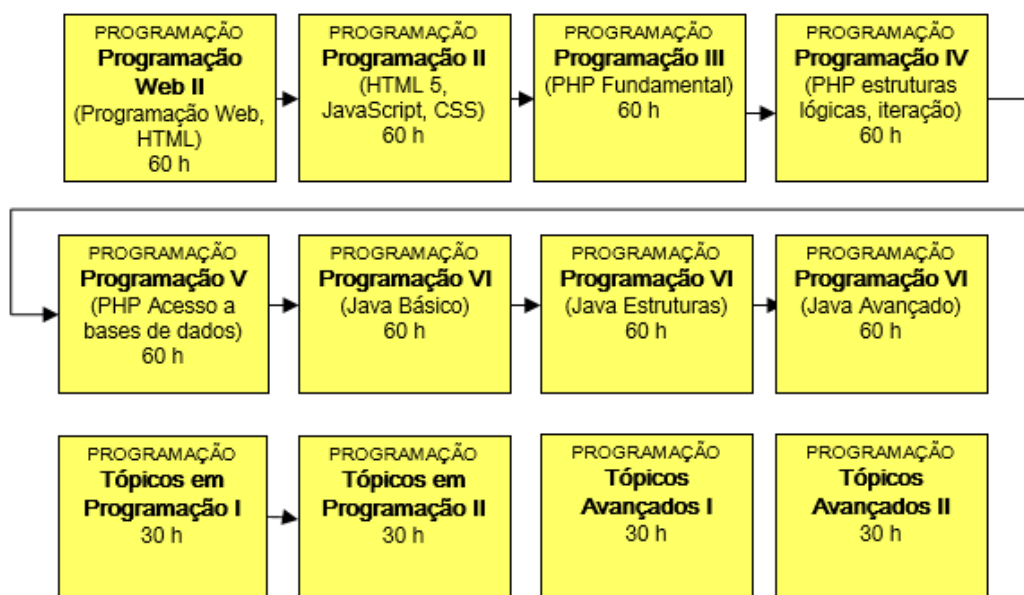 PROGRAMAÇÃO
Programação
Web II
(Programação Web,
HTML)
60 h
PROGRAMAÇÃO
Programação II
(HTML 5,
JavaScript, CSS)
60 h
PROGRAMAÇÃO
Programação III
(PHP Fundamental)
60 h
PROGRAMAÇÃO
Programação IV
(PHP estruturas
lógicas, iteração)
60 h
PROGRAMAÇÃO
Programação V
(PHP Acesso a
bases de dados)
60 h
PROGRAMAÇÃO
Programação VI
(Java Básico)
60 h
PROGRAMAÇÃO
Programação VI
(Java Estruturas)
60 h
PROGRAMAÇÃO
Programação VI
(Java Avançado)
60 h
PROGRAMAÇÃO
Tópicos em
Programação I
30 h
PROGRAMAÇÃO
Tópicos em
Programação II
30 h
PROGRAMAÇÃO
Tópicos
Avançados I
30 h
PROGRAMAÇÃO
Tópicos
Avançados II
30 h